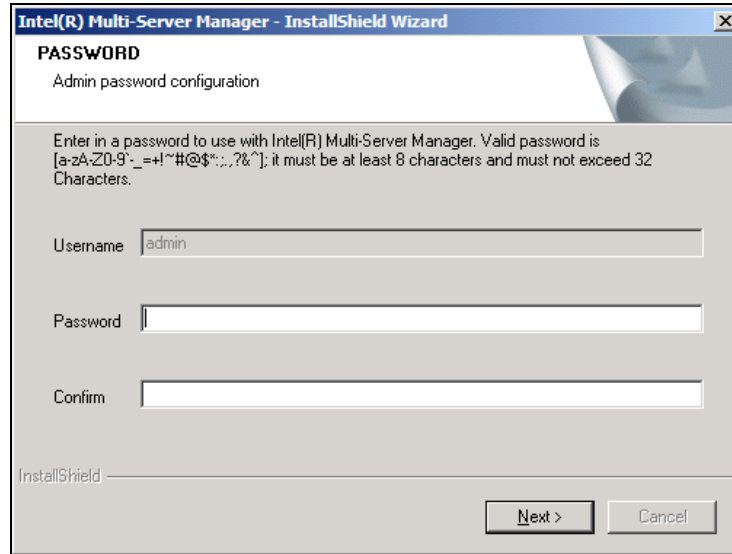 Intel(R) Multi-Server Manager - InstallShield Wizard
PASSWORD
Admin password configuration
Enter in a password to use with Intel(R) Multi-Server Manager. Valid password is
[a-zA-Z0-9`-_=+!~#@$*:;.,?&^]; it must be at least 8 characters and must not exceed 32
Characters.
Username admin
Password
Confirm
InstallShield
Next >
Cancel